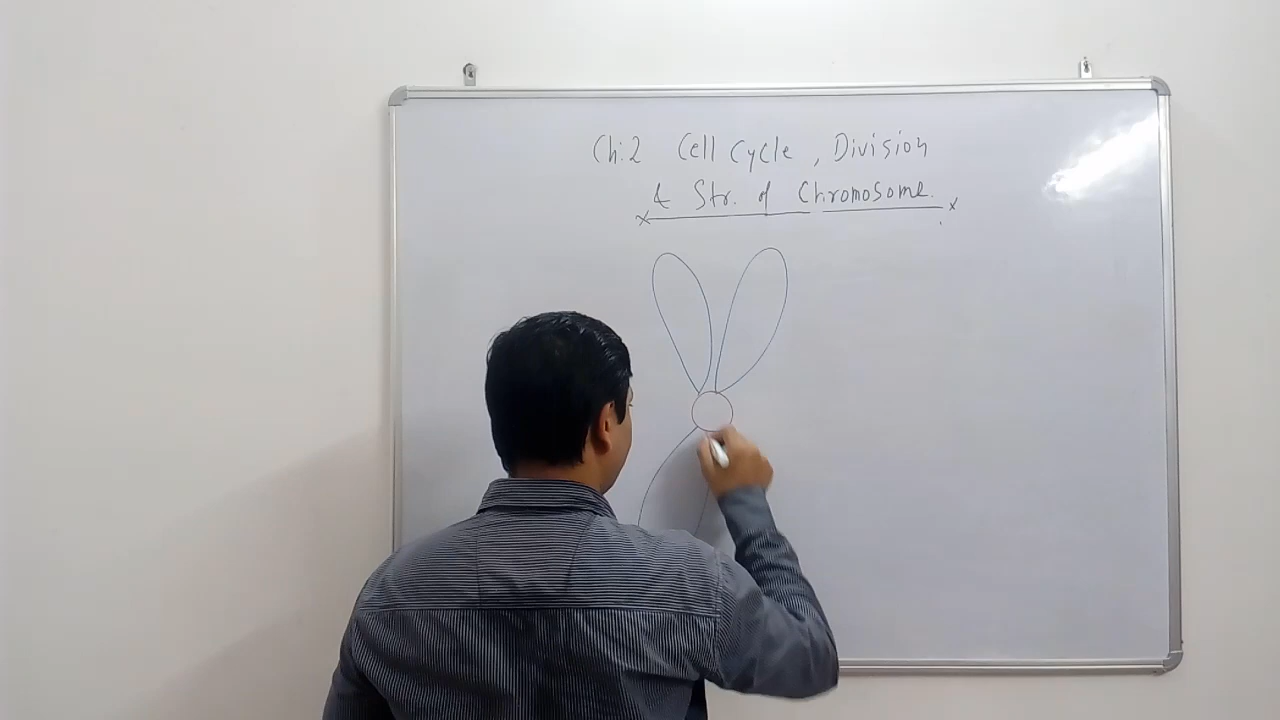 Ch:2 Cell Cycle, Division
& Str. of Chromosome.